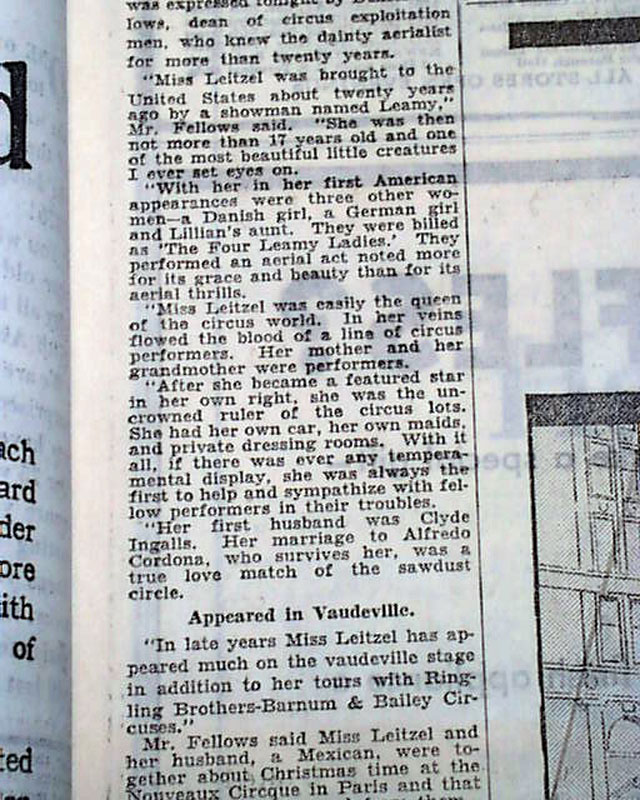 was expressed tonight by
lows, dean of circus exploitation
men, who knew the dainty aerialist
for more than twenty years.
"Miss Leitzel was brought to the
United States about twenty years
ago by a showman named Leamy,"
Mr. Fellows said. "She was then
not more than 17 years old and one
of the most beautiful little creatures
I ever set eyes on.
"With her in her first American
appearances were three other wo-
men—a Danish girl, a German girl
and Lillian's aunt. They were billed
as 'The Four Leamy Ladies.' They
performed an aerial act noted more
for its grace and beauty than for its
aerial thrills.
"Miss Leitzel was easily the queen
of the circus world. In her veins
flowed the blood of a line of circus
performers. Her mother and her
grandmother were performers.
"After she became a featured star
in her own right, she was the un-
crowned ruler of the circus lots.
She had her own car, her own maids,
and private dressing rooms. With it
all, if there was ever any tempera-
mental display, she was always the
first to help and sympathize with fel-
low performers in their troubles.
"Her first husband was Clyde
Ingalls. Her marriage to Alfredo
Cordona, who survives her, was a
true love match of the sawdust
circle.
Appeared in Vaudeville.
"In late years Miss Leitzel has ap-
peared much on the vaudeville stage
in addition to her tours with Ring-
ling Brothers-Barnum & Bailey Cir-
cuses."
Mr. Fellows said Miss Leitzel and
her husband, a Mexican, were to-
gether about Christmas time at the
Nouveaux Circque in Paris and that
d
ach
ard
der
ore
ith
of
ted